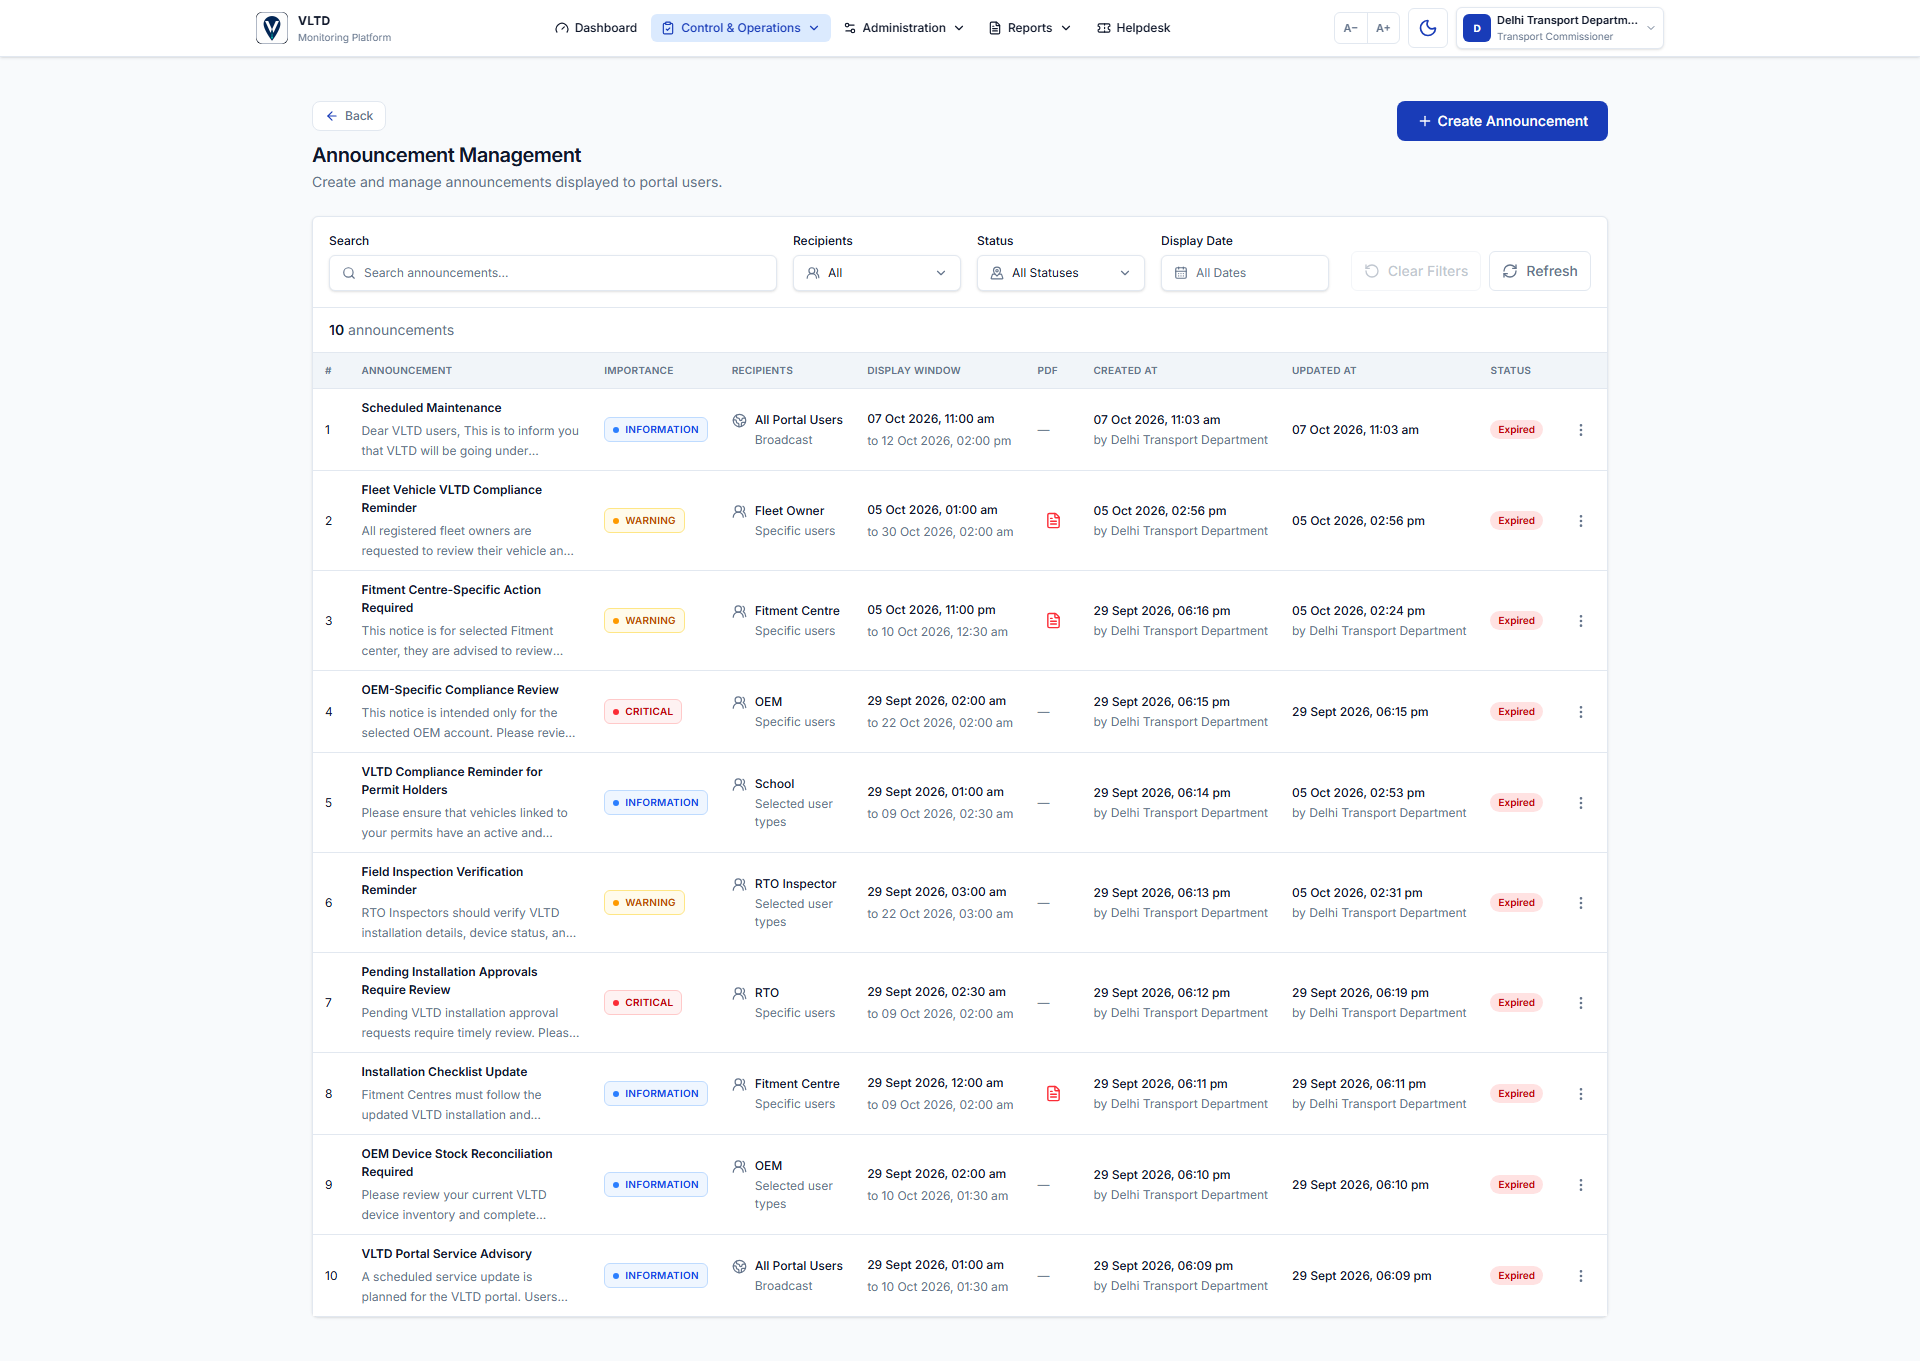 VLTD
Monitoring Platform
Dashboard
Control & Operations
Administration
Reports
Helpdesk
A−
A+
D
Delhi Transport Departm...
Transport Commissioner
Back
+ Create Announcement
Announcement Management
Create and manage announcements displayed to portal users.
Search
Recipients
Status
Display Date
Search announcements...
All
All Statuses
All Dates
Clear Filters
Refresh
10 announcements
# ANNOUNCEMENT IMPORTANCE RECIPIENTS DISPLAY WINDOW PDF CREATED AT UPDATED AT STATUS
1
Scheduled Maintenance
Dear VLTD users, This is to inform you
that VLTD will be going under...
INFORMATION
All Portal Users
Broadcast
07 Oct 2026, 11:00 am
to 12 Oct 2026, 02:00 pm
—
07 Oct 2026, 11:03 am
by Delhi Transport Department
07 Oct 2026, 11:03 am
Expired
2
Fleet Vehicle VLTD Compliance
Reminder
All registered fleet owners are
requested to review their vehicle an...
WARNING
Fleet Owner
Specific users
05 Oct 2026, 01:00 am
to 30 Oct 2026, 02:00 am
05 Oct 2026, 02:56 pm
by Delhi Transport Department
05 Oct 2026, 02:56 pm
Expired
3
Fitment Centre-Specific Action
Required
This notice is for selected Fitment
center, they are advised to review...
WARNING
Fitment Centre
Specific users
05 Oct 2026, 11:00 pm
to 10 Oct 2026, 12:30 am
29 Sept 2026, 06:16 pm
by Delhi Transport Department
05 Oct 2026, 02:24 pm
by Delhi Transport Department
Expired
4
OEM-Specific Compliance Review
This notice is intended only for the
selected OEM account. Please revie...
CRITICAL
OEM
Specific users
29 Sept 2026, 02:00 am
to 22 Oct 2026, 02:00 am
—
29 Sept 2026, 06:15 pm
by Delhi Transport Department
29 Sept 2026, 06:15 pm
Expired
5
VLTD Compliance Reminder for
Permit Holders
Please ensure that vehicles linked to
your permits have an active and...
INFORMATION
School
Selected user
types
29 Sept 2026, 01:00 am
to 09 Oct 2026, 02:30 am
—
29 Sept 2026, 06:14 pm
by Delhi Transport Department
05 Oct 2026, 02:53 pm
by Delhi Transport Department
Expired
6
Field Inspection Verification
Reminder
RTO Inspectors should verify VLTD
installation details, device status, an...
WARNING
RTO Inspector
Selected user
types
29 Sept 2026, 03:00 am
to 22 Oct 2026, 03:00 am
—
29 Sept 2026, 06:13 pm
by Delhi Transport Department
05 Oct 2026, 02:31 pm
by Delhi Transport Department
Expired
7
Pending Installation Approvals
Require Review
Pending VLTD installation approval
requests require timely review. Pleas...
CRITICAL
RTO
Specific users
29 Sept 2026, 02:30 am
to 09 Oct 2026, 02:00 am
—
29 Sept 2026, 06:12 pm
by Delhi Transport Department
29 Sept 2026, 06:19 pm
by Delhi Transport Department
Expired
8
Installation Checklist Update
Fitment Centres must follow the
updated VLTD installation and...
INFORMATION
Fitment Centre
Specific users
29 Sept 2026, 12:00 am
to 09 Oct 2026, 02:00 am
29 Sept 2026, 06:11 pm
by Delhi Transport Department
29 Sept 2026, 06:11 pm
by Delhi Transport Department
Expired
9
OEM Device Stock Reconciliation
Required
Please review your current VLTD
device inventory and complete...
INFORMATION
OEM
Selected user
types
29 Sept 2026, 02:00 am
to 10 Oct 2026, 01:30 am
—
29 Sept 2026, 06:10 pm
by Delhi Transport Department
29 Sept 2026, 06:10 pm
Expired
10
VLTD Portal Service Advisory
A scheduled service update is
planned for the VLTD portal. Users...
INFORMATION
All Portal Users
Broadcast
29 Sept 2026, 01:00 am
to 10 Oct 2026, 01:30 am
—
29 Sept 2026, 06:09 pm
by Delhi Transport Department
29 Sept 2026, 06:09 pm
Expired